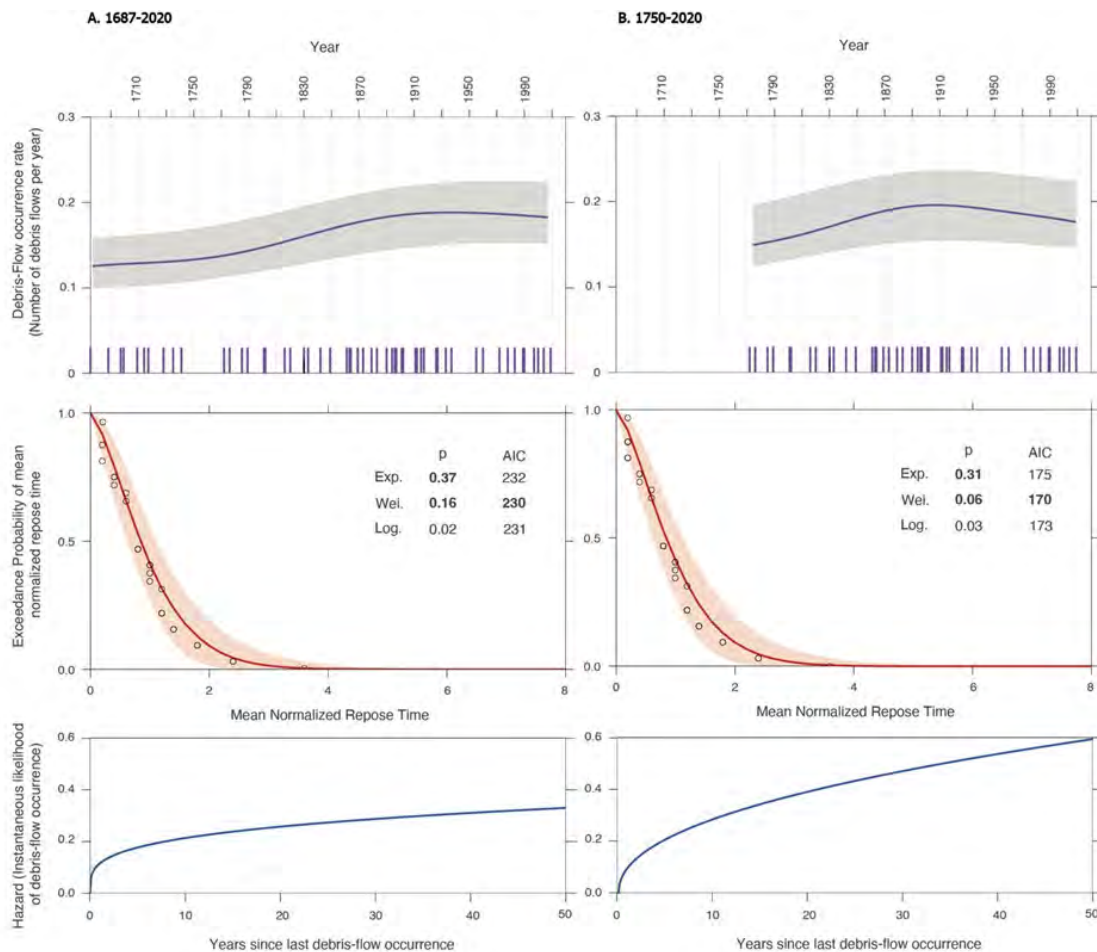 A. 1687-2020
Year
1710
1750
1790
1830
1870
1910
1950
1990
Debris-Flow occurrence rate
(Number of debris flows per year)
0.3
0.2
0.1
0
Exceedance Probability of mean
normalized repose time
1.0
0.5
0.0
p AIC
Exp. 0.37 232
Wei. 0.16 230
Log. 0.02 231
0 2 4 6 8
Mean Normalized Repose Time
Hazard (Instantaneous likelihood
of debris-flow occurrence)
0.6
0.4
0.2
0.0
0 10 20 30 40 50
Years since last debris-flow occurrence
B. 1750-2020
Year
1710
1750
1790
1830
1870
1910
1950
1990
0.3
0.2
0.1
0
1.0
0.5
0.0
p AIC
Exp. 0.31 175
Wei. 0.06 170
Log. 0.03 173
0 2 4 6 8
Mean Normalized Repose Time
0.6
0.4
0.2
0.0
0 10 20 30 40 50
Years since last debris-flow occurrence